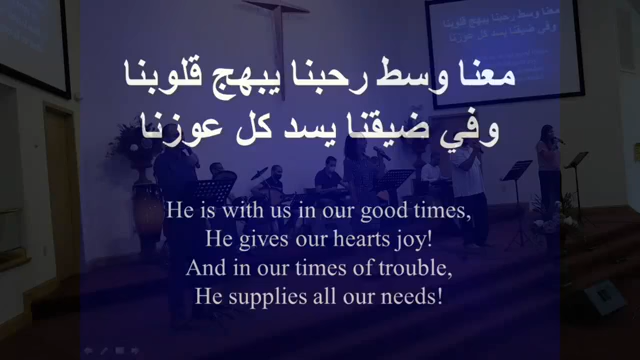 معنا وسط رحبنا يبهج قلوبنا
وفي ضيقنا يسد كل عوزنا
He is with us in our good times,
He gives our hearts joy!
And in our times of trouble,
He supplies all our needs!